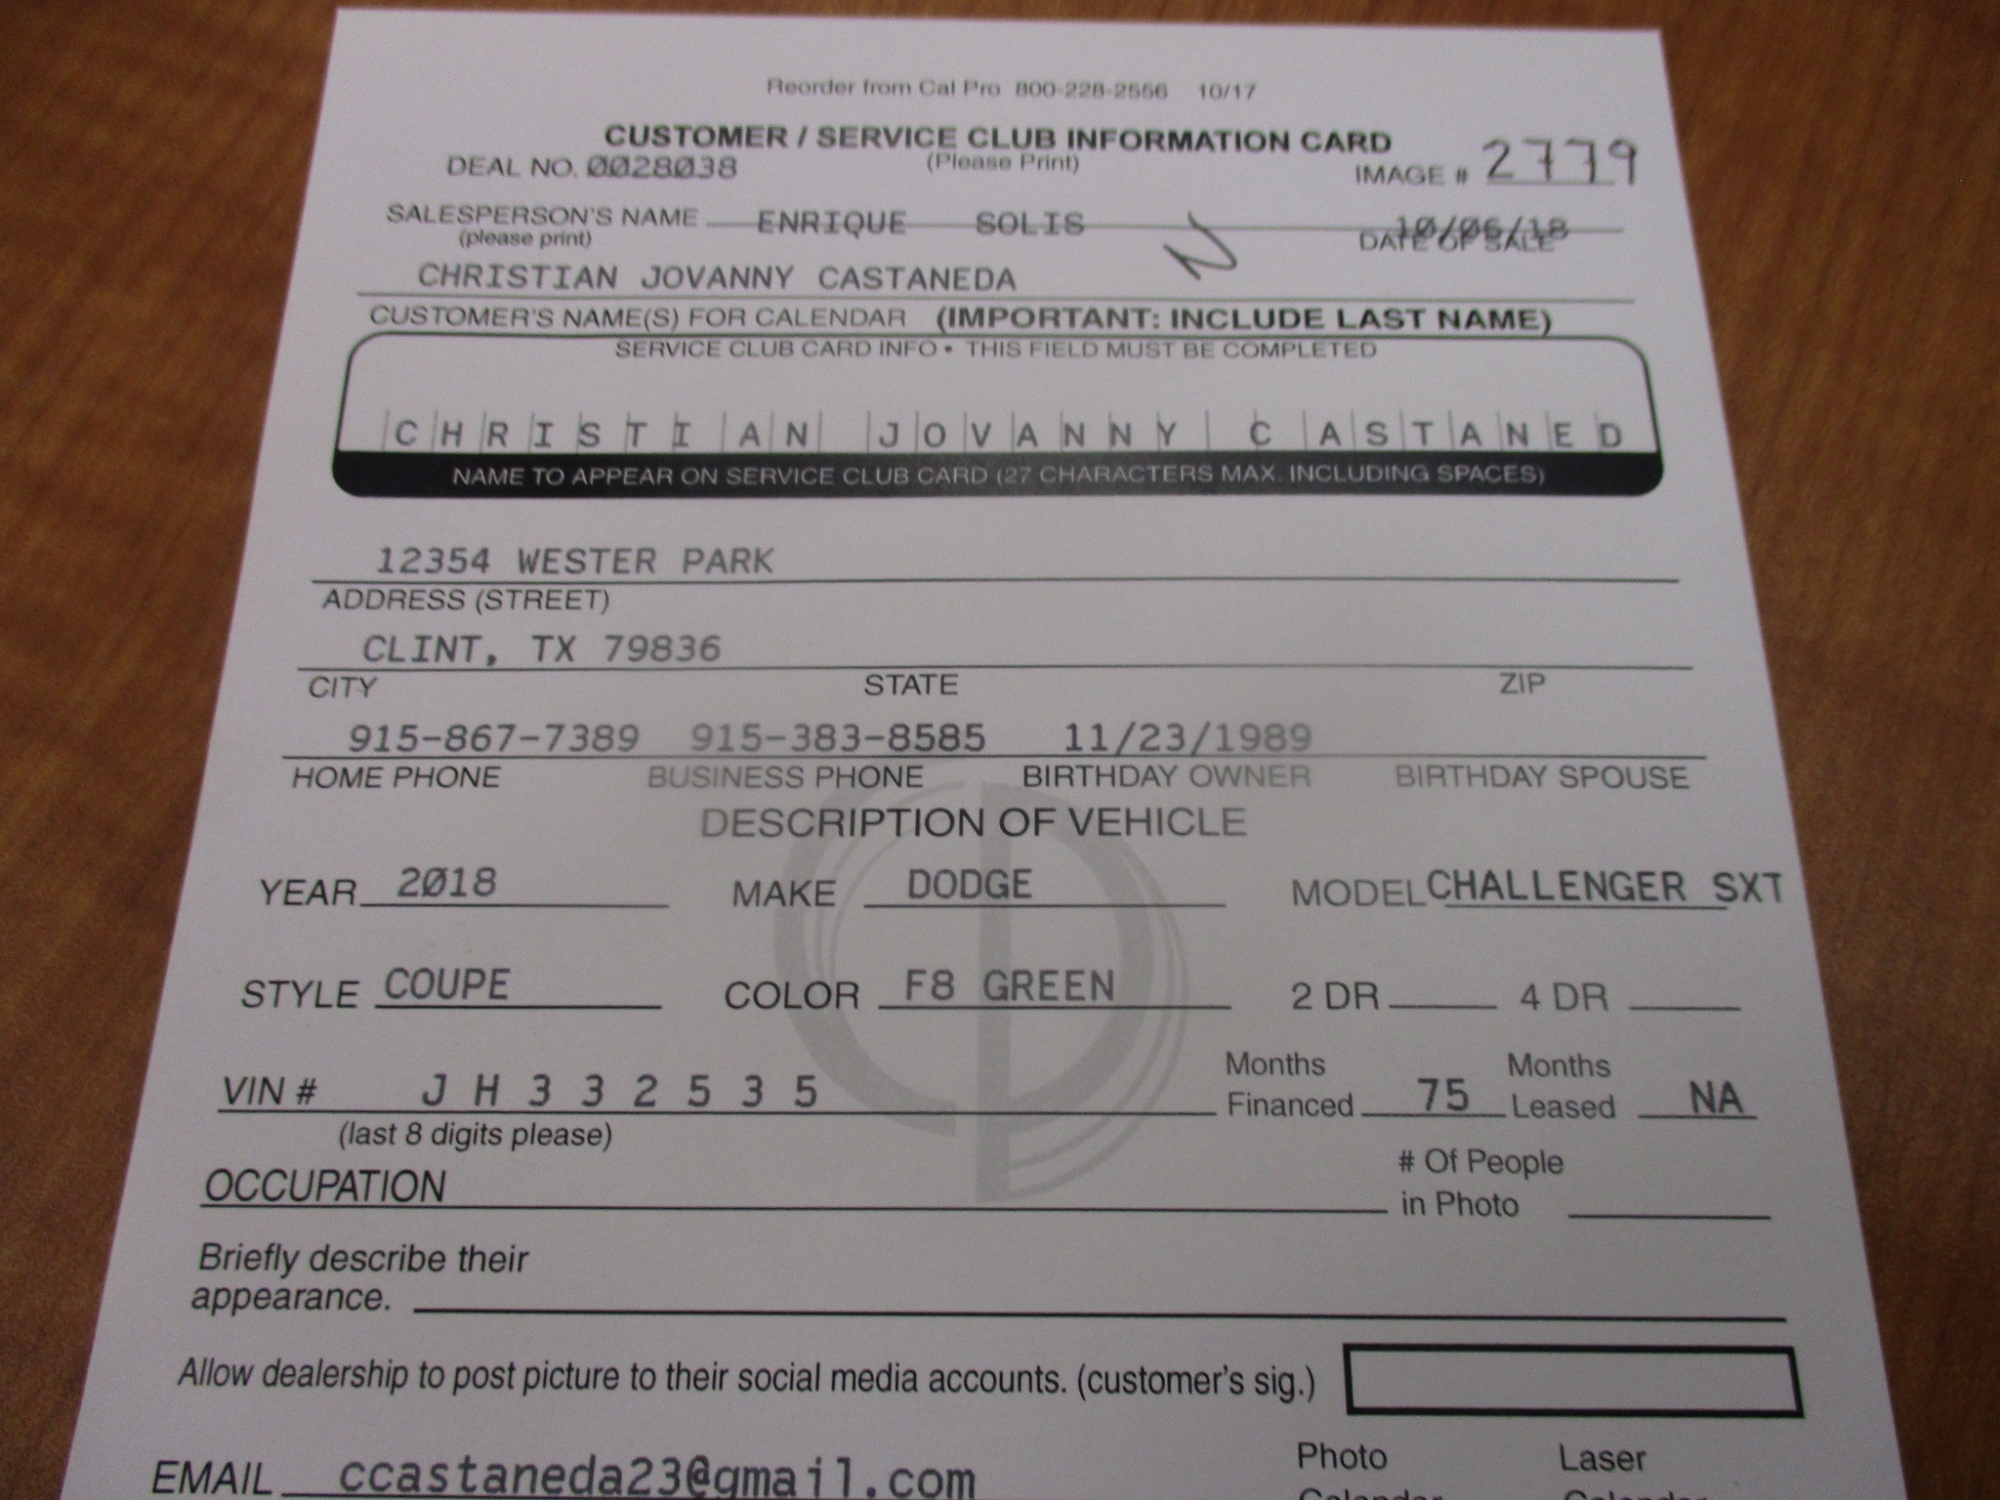 Reorder from Cal Pro 800-228-2556 10/17
CUSTOMER / SERVICE CLUB INFORMATION CARD
DEAL NO. 0028038 (Please Print) IMAGE # 2779
SALESPERSON'S NAME ENRIQUE SOLIS 10/06/18
(please print) DATE OF SALE
N
CHRISTIAN JOVANNY CASTANEDA
CUSTOMER'S NAME(S) FOR CALENDAR (IMPORTANT: INCLUDE LAST NAME)
SERVICE CLUB CARD INFO • THIS FIELD MUST BE COMPLETED
CHRISTIAN JOVANNY CASTANED
NAME TO APPEAR ON SERVICE CLUB CARD (27 CHARACTERS MAX. INCLUDING SPACES)
12354 WESTER PARK
ADDRESS (STREET)
CLINT, TX 79836
CITY STATE ZIP
915-867-7389 915-383-8585 11/23/1989
HOME PHONE BUSINESS PHONE BIRTHDAY OWNER BIRTHDAY SPOUSE
DESCRIPTION OF VEHICLE
YEAR 2018 MAKE DODGE MODEL CHALLENGER SXT
STYLE COUPE COLOR F8 GREEN 2 DR 4 DR
VIN # J H 3 3 2 5 3 5 Months Financed 75 Months Leased NA
(last 8 digits please)
OCCUPATION # Of People in Photo
Briefly describe their
appearance.
Allow dealership to post picture to their social media accounts. (customer's sig.)
EMAIL ccastaneda23@gmail.com Photo Laser
Calendar Calendar